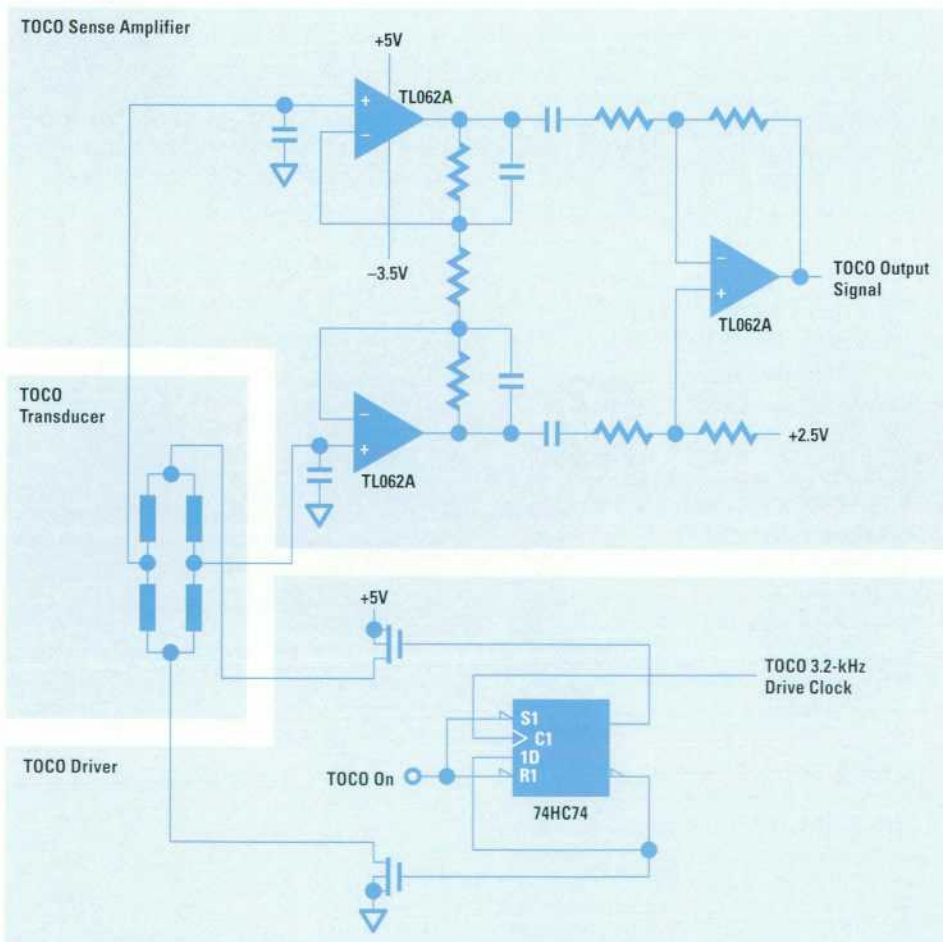 TOCO Sense Amplifier
+5V
TL062A
+
−
−3.5V
−
+
TL062A
TOCO Output
Signal
TOCO
Transducer
−
+
TL062A
+2.5V
+5V
TOCO 3.2-kHz
Drive Clock
S1
C1
1D
R1
TOCO On
74HC74
TOCO Driver